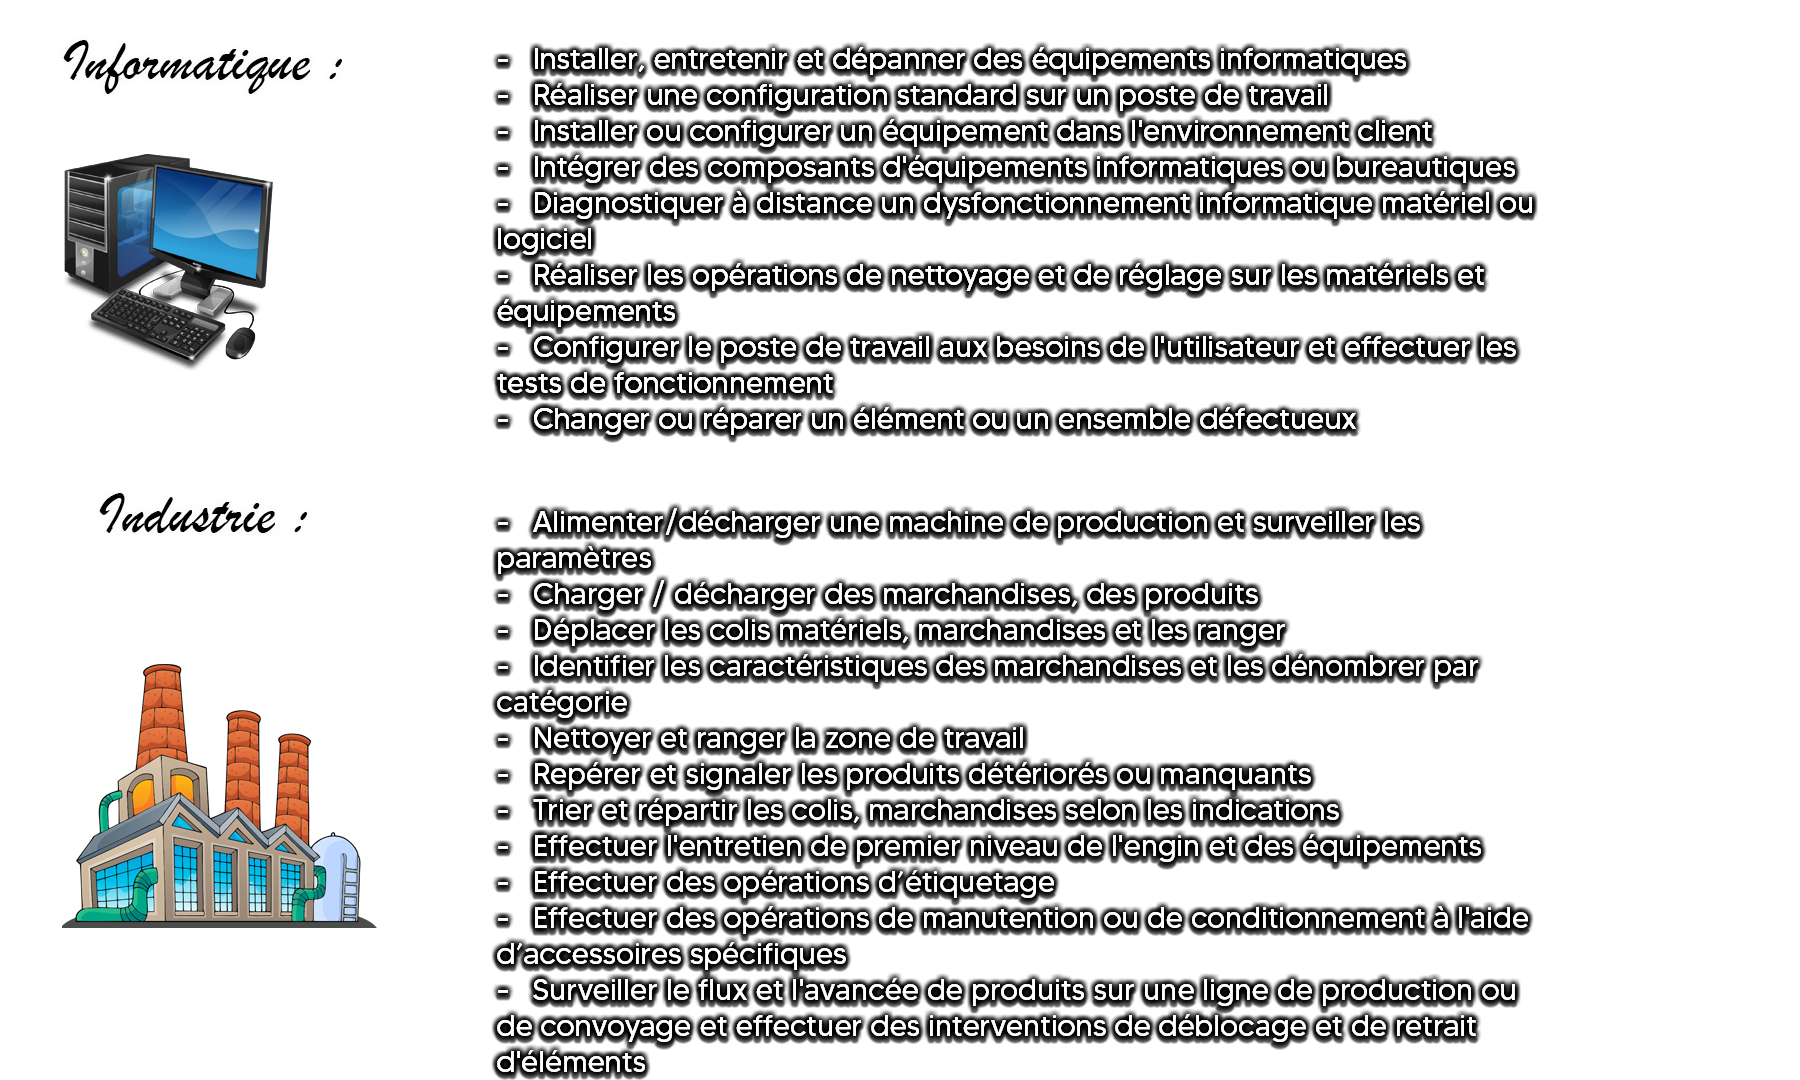 Informatique :
-  Installer, entretenir et dépanner des équipements informatiques
-  Réaliser une configuration standard sur un poste de travail
-  Installer ou configurer un équipement dans l'environnement client
-  Intégrer des composants d'équipements informatiques ou bureautiques
-  Diagnostiquer à distance un dysfonctionnement informatique matériel ou
logiciel
-  Réaliser les opérations de nettoyage et de réglage sur les matériels et
équipements
-  Configurer le poste de travail aux besoins de l'utilisateur et effectuer les
tests de fonctionnement
-  Changer ou réparer un élément ou un ensemble défectueux
Industrie :
-  Alimenter/décharger une machine de production et surveiller les
paramètres
-  Charger / décharger des marchandises, des produits
-  Déplacer les colis matériels, marchandises et les ranger
-  Identifier les caractéristiques des marchandises et les dénombrer par
catégorie
-  Nettoyer et ranger la zone de travail
-  Repérer et signaler les produits détériorés ou manquants
-  Trier et répartir les colis, marchandises selon les indications
-  Effectuer l'entretien de premier niveau de l'engin et des équipements
-  Effectuer des opérations d’étiquetage
-  Effectuer des opérations de manutention ou de conditionnement à l'aide
d’accessoires spécifiques
-  Surveiller le flux et l'avancée de produits sur une ligne de production ou
de convoyage et effectuer des interventions de déblocage et de retrait
d'éléments